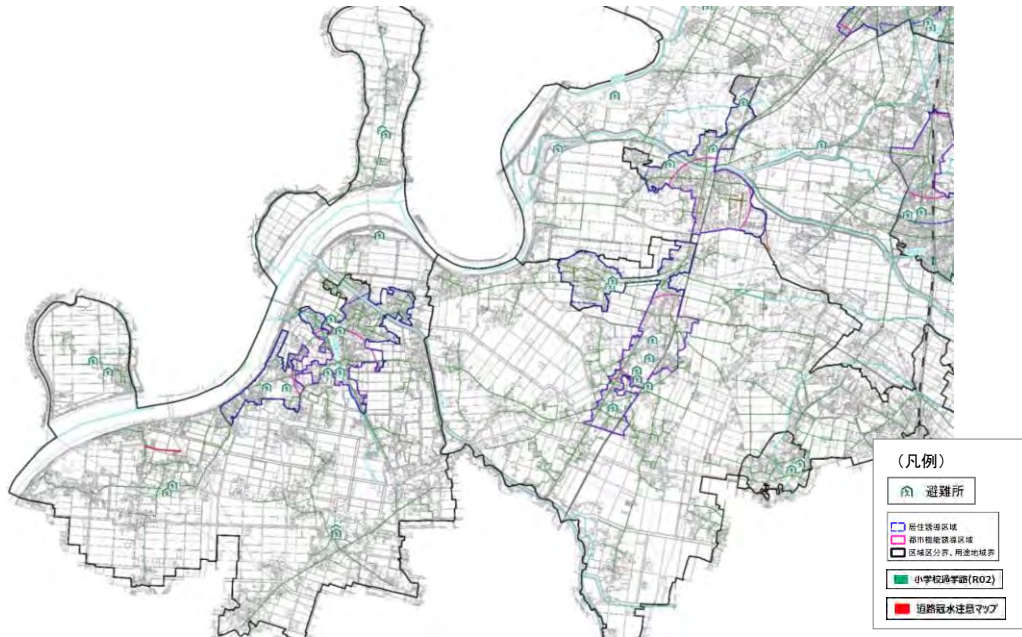 （凡例）
避難所
居住誘導区域
都市機能誘導区域
区域区分界、用途地域界
小学校通学路(R02)
道路冠水注意マップ